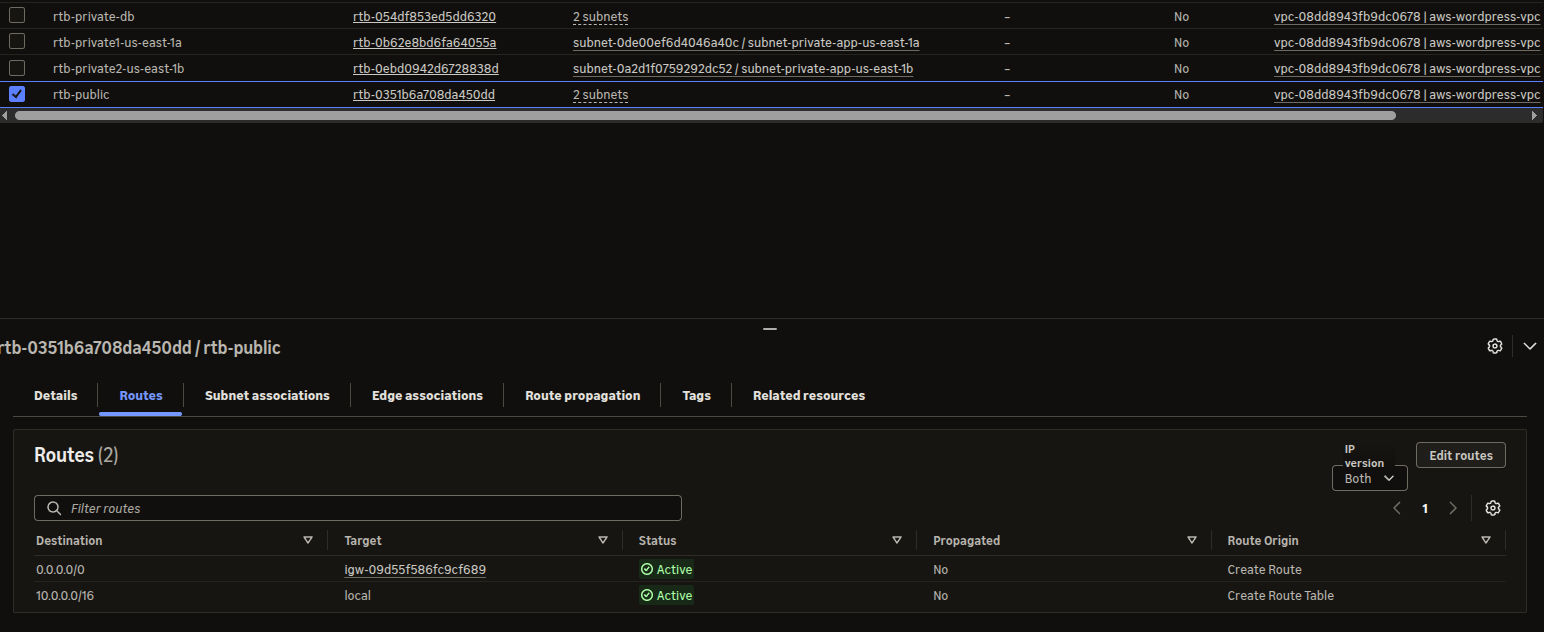 rtb-private-db rtb-054df853ed5dd6320 2 subnets – No vpc-08dd8943fb9dc0678 | aws-wordpress-vpc
rtb-private1-us-east-1a rtb-0b62e8bd6fa64055a subnet-0de00ef6d4046a40c / subnet-private-app-us-east-1a – No vpc-08dd8943fb9dc0678 | aws-wordpress-vpc
rtb-private2-us-east-1b rtb-0ebd0942d6728838d subnet-0a2d1f0759292dc52 / subnet-private-app-us-east-1b – No vpc-08dd8943fb9dc0678 | aws-wordpress-vpc
rtb-public rtb-0351b6a708da450dd 2 subnets – No vpc-08dd8943fb9dc0678 | aws-wordpress-vpc
rtb-0351b6a708da450dd / rtb-public
Details Routes Subnet associations Edge associations Route propagation Tags Related resources
Routes (2)
IP version
Both
Edit routes
Filter routes
1
Destination Target Status Propagated Route Origin
0.0.0.0/0 igw-09d55f586fc9cf689 Active No Create Route
10.0.0.0/16 local Active No Create Route Table